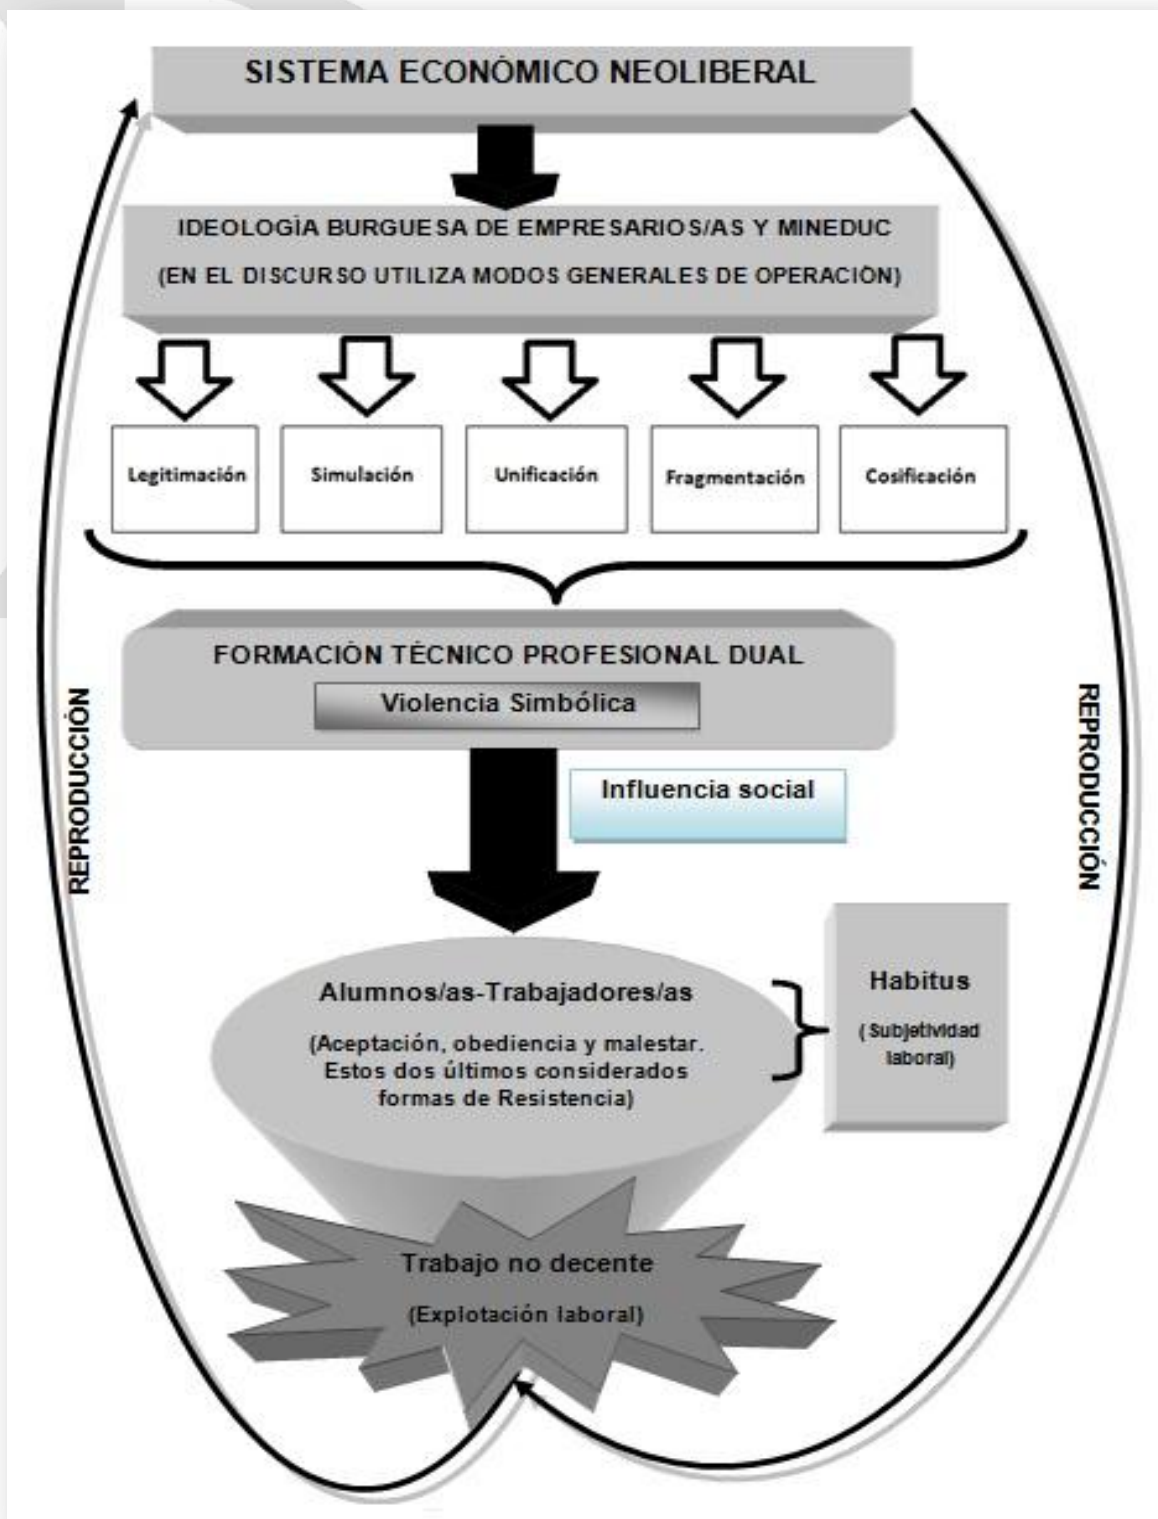 SISTEMA ECONÓMICO NEOLIBERAL
IDEOLOGÌA BURGUESA DE EMPRESARIOS/AS Y MINEDUC
(EN EL DISCURSO UTILIZA MODOS GENERALES DE OPERACIÓN)
Legitimación
Simulación
Unificación
Fragmentación
Cosificación
FORMACIÓN TÉCNICO PROFESIONAL DUAL
Violencia Simbólica
Influencia social
REPRODUCCIÓN
REPRODUCCIÓN
Alumnos/as-Trabajadores/as
(Aceptación, obediencia y malestar.
Estos dos últimos considerados
formas de Resistencia)
Habitus
( Subjetividad
laboral)
Trabajo no decente
(Explotación laboral)